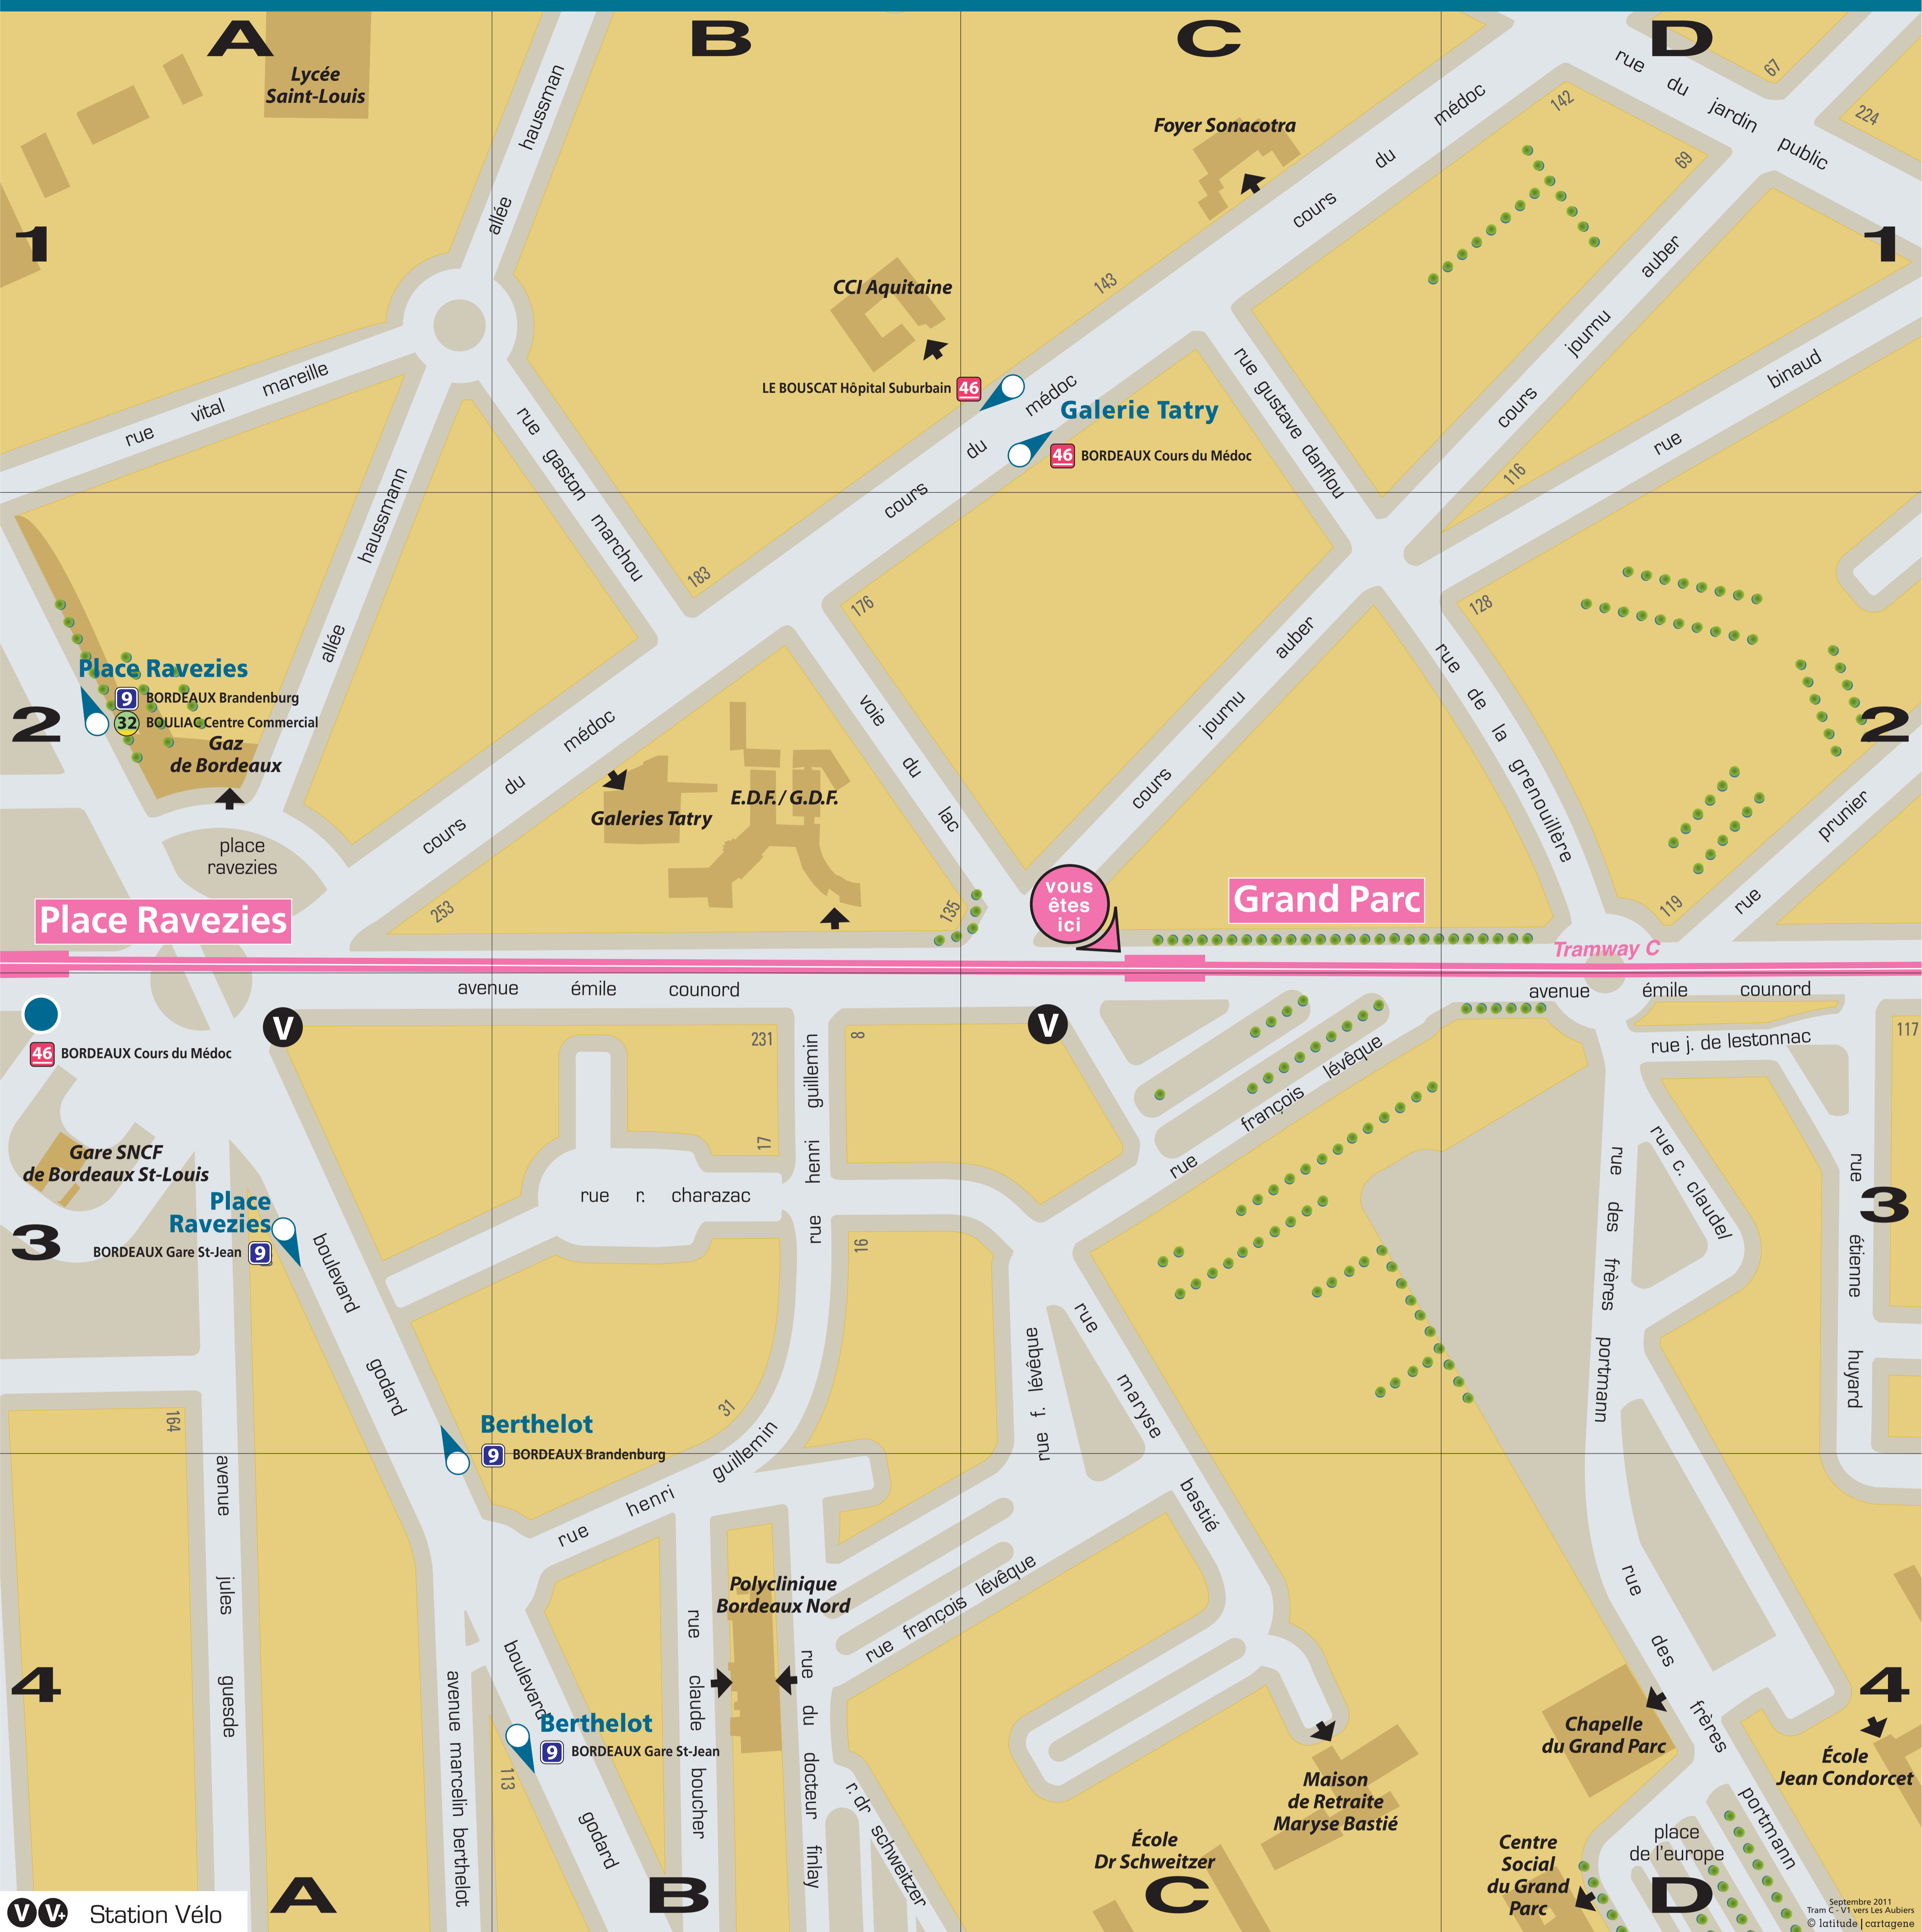 A
B
C
D
Lycée
Saint-Louis
allée haussman
Foyer Sonacotra
cours du médoc
142
rue du jardin public
67
224
69
1
1
CCI Aquitaine
143
cours journu auber
rue vital mareille
rue gaston marchou
LE BOUSCAT Hôpital Suburbain 46
Galerie Tatry
46 BORDEAUX Cours du Médoc
cours du médoc
rue gustave danflou
rue binaud
116
allée haussmann
183
176
128
Place Ravezies
9 BORDEAUX Brandenburg
32 BOULIAC Centre Commercial
Gaz
de Bordeaux
2
2
cours du médoc
Galeries Tatry
E.D.F. / G.D.F.
voie du lac
cours journu auber
rue de la grenouillère
rue prunier
place
ravezies
253
135
119
Place Ravezies
vous
êtes
ici
Grand Parc
Tramway C
avenue émile counord
avenue émile counord
V
V
46 BORDEAUX Cours du Médoc
231
8
rue henri guillemin
17
16
rue françois lévêque
rue j. de lestonnac
117
Gare SNCF
de Bordeaux St-Louis
rue r. charazac
Place
Ravezies
BORDEAUX Gare St-Jean 9
3
3
boulevard godard
rue f. lévêque
rue maryse bastié
rue des frères portmann
rue c. claudel
rue étienne huyard
164
31
Berthelot
9 BORDEAUX Brandenburg
rue henri guillemin
avenue jules guesde
Polyclinique
Bordeaux Nord
rue françois lévêque
rue claude boucher
rue du docteur finlay
rue des frères portmann
4
4
avenue marcelin berthelot
boulevard godard
Berthelot
9 BORDEAUX Gare St-Jean
113
r. dr schweitzer
Chapelle
du Grand Parc
École
Jean Condorcet
Maison
de Retraite
Maryse Bastié
École
Dr Schweitzer
Centre
Social
du Grand
Parc
place
de l'europe
A
B
C
D
V V+ Station Vélo
Septembre 2011
Tram C - V1 vers Les Aubiers
© latitude | cartagene